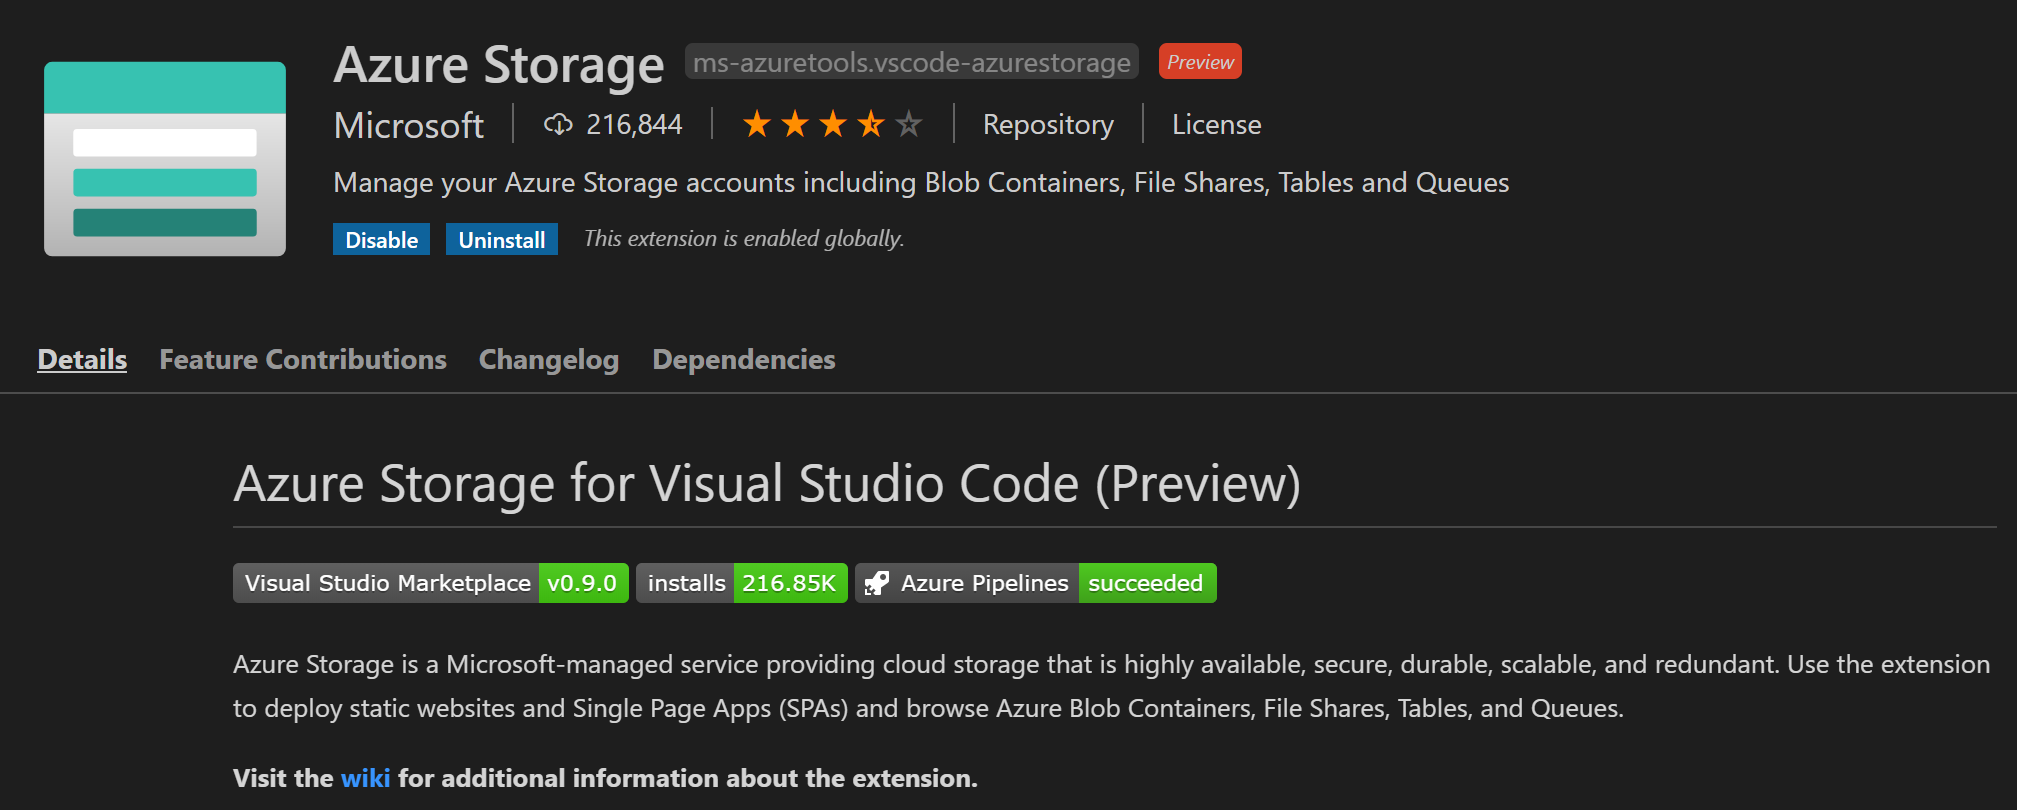 Azure Storage ms-azuretools.vscode-azurestorage Preview
Microsoft 216,844 Repository License
Manage your Azure Storage accounts including Blob Containers, File Shares, Tables and Queues
Disable Uninstall This extension is enabled globally.
Details Feature Contributions Changelog Dependencies
Azure Storage for Visual Studio Code (Preview)
Visual Studio Marketplace v0.9.0 installs 216.85K Azure Pipelines succeeded
Azure Storage is a Microsoft-managed service providing cloud storage that is highly available, secure, durable, scalable, and redundant. Use the extension
to deploy static websites and Single Page Apps (SPAs) and browse Azure Blob Containers, File Shares, Tables, and Queues.
Visit the wiki for additional information about the extension.